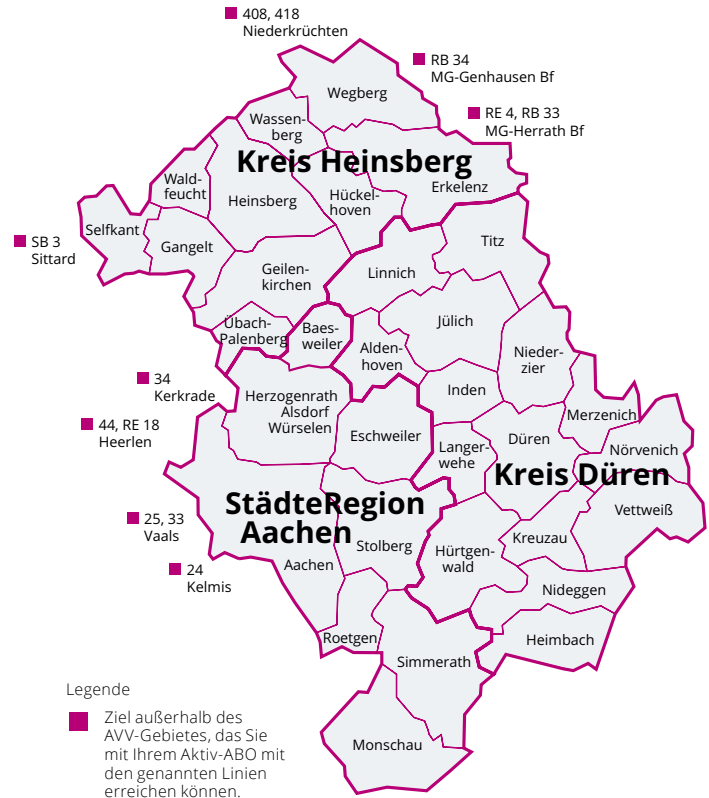 408, 418
Niederkrüchten
RB 34
MG-Genhausen Bf
RE 4, RB 33
MG-Herrath Bf
Wegberg
Wassen-
berg
Kreis Heinsberg
Wald-
feucht
Heinsberg
Hückel-
hoven
Erkelenz
Selfkant
Gangelt
SB 3
Sittard
Titz
Geilen-
kirchen
Linnich
Übach-
Palenberg
Baes-
weiler
Jülich
Alden-
hoven
Nieder-
zier
34
Kerkrade
Herzogenrath
Alsdorf
Würselen
Inden
Merzenich
44, RE 18
Heerlen
Eschweiler
Langer-
wehe
Düren
Nörvenich
Kreis Düren
StädteRegion
Aachen
Vettweiß
25, 33
Vaals
Stolberg
Kreuzau
Aachen
Hürtgen-
wald
24
Kelmis
Nideggen
Roetgen
Heimbach
Simmerath
Monschau
Legende
Ziel außerhalb des
AVV-Gebietes, das Sie
mit Ihrem Aktiv-ABO mit
den genannten Linien
erreichen können.